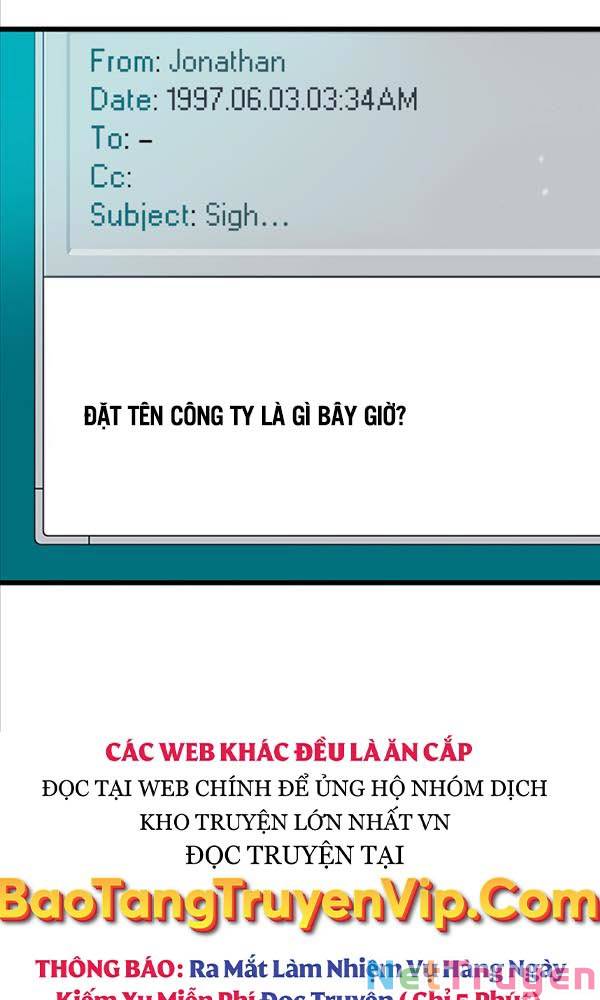 From: Jonathan
Date: 1997.06.03.03:34AM
To: –
Cc:
Subject: Sigh...
ĐẶT TÊN CÔNG TY LÀ GÌ BÂY GIỜ?
CÁC WEB KHÁC ĐỀU LÀ ĂN CẮP
ĐỌC TẠI WEB CHÍNH ĐỂ ỦNG HỘ NHÓM DỊCH
KHO TRUYỆN LỚN NHẤT VN
ĐỌC TRUYỆN TẠI
BaoTangTruyenVip.Com
THÔNG BÁO: Ra Mắt Làm Nhiệm Vụ Hàng Ngày
NetTruyen
Kiếm Xu Miễn Phí Đọc Truyện ( Chỉ 5 Phút